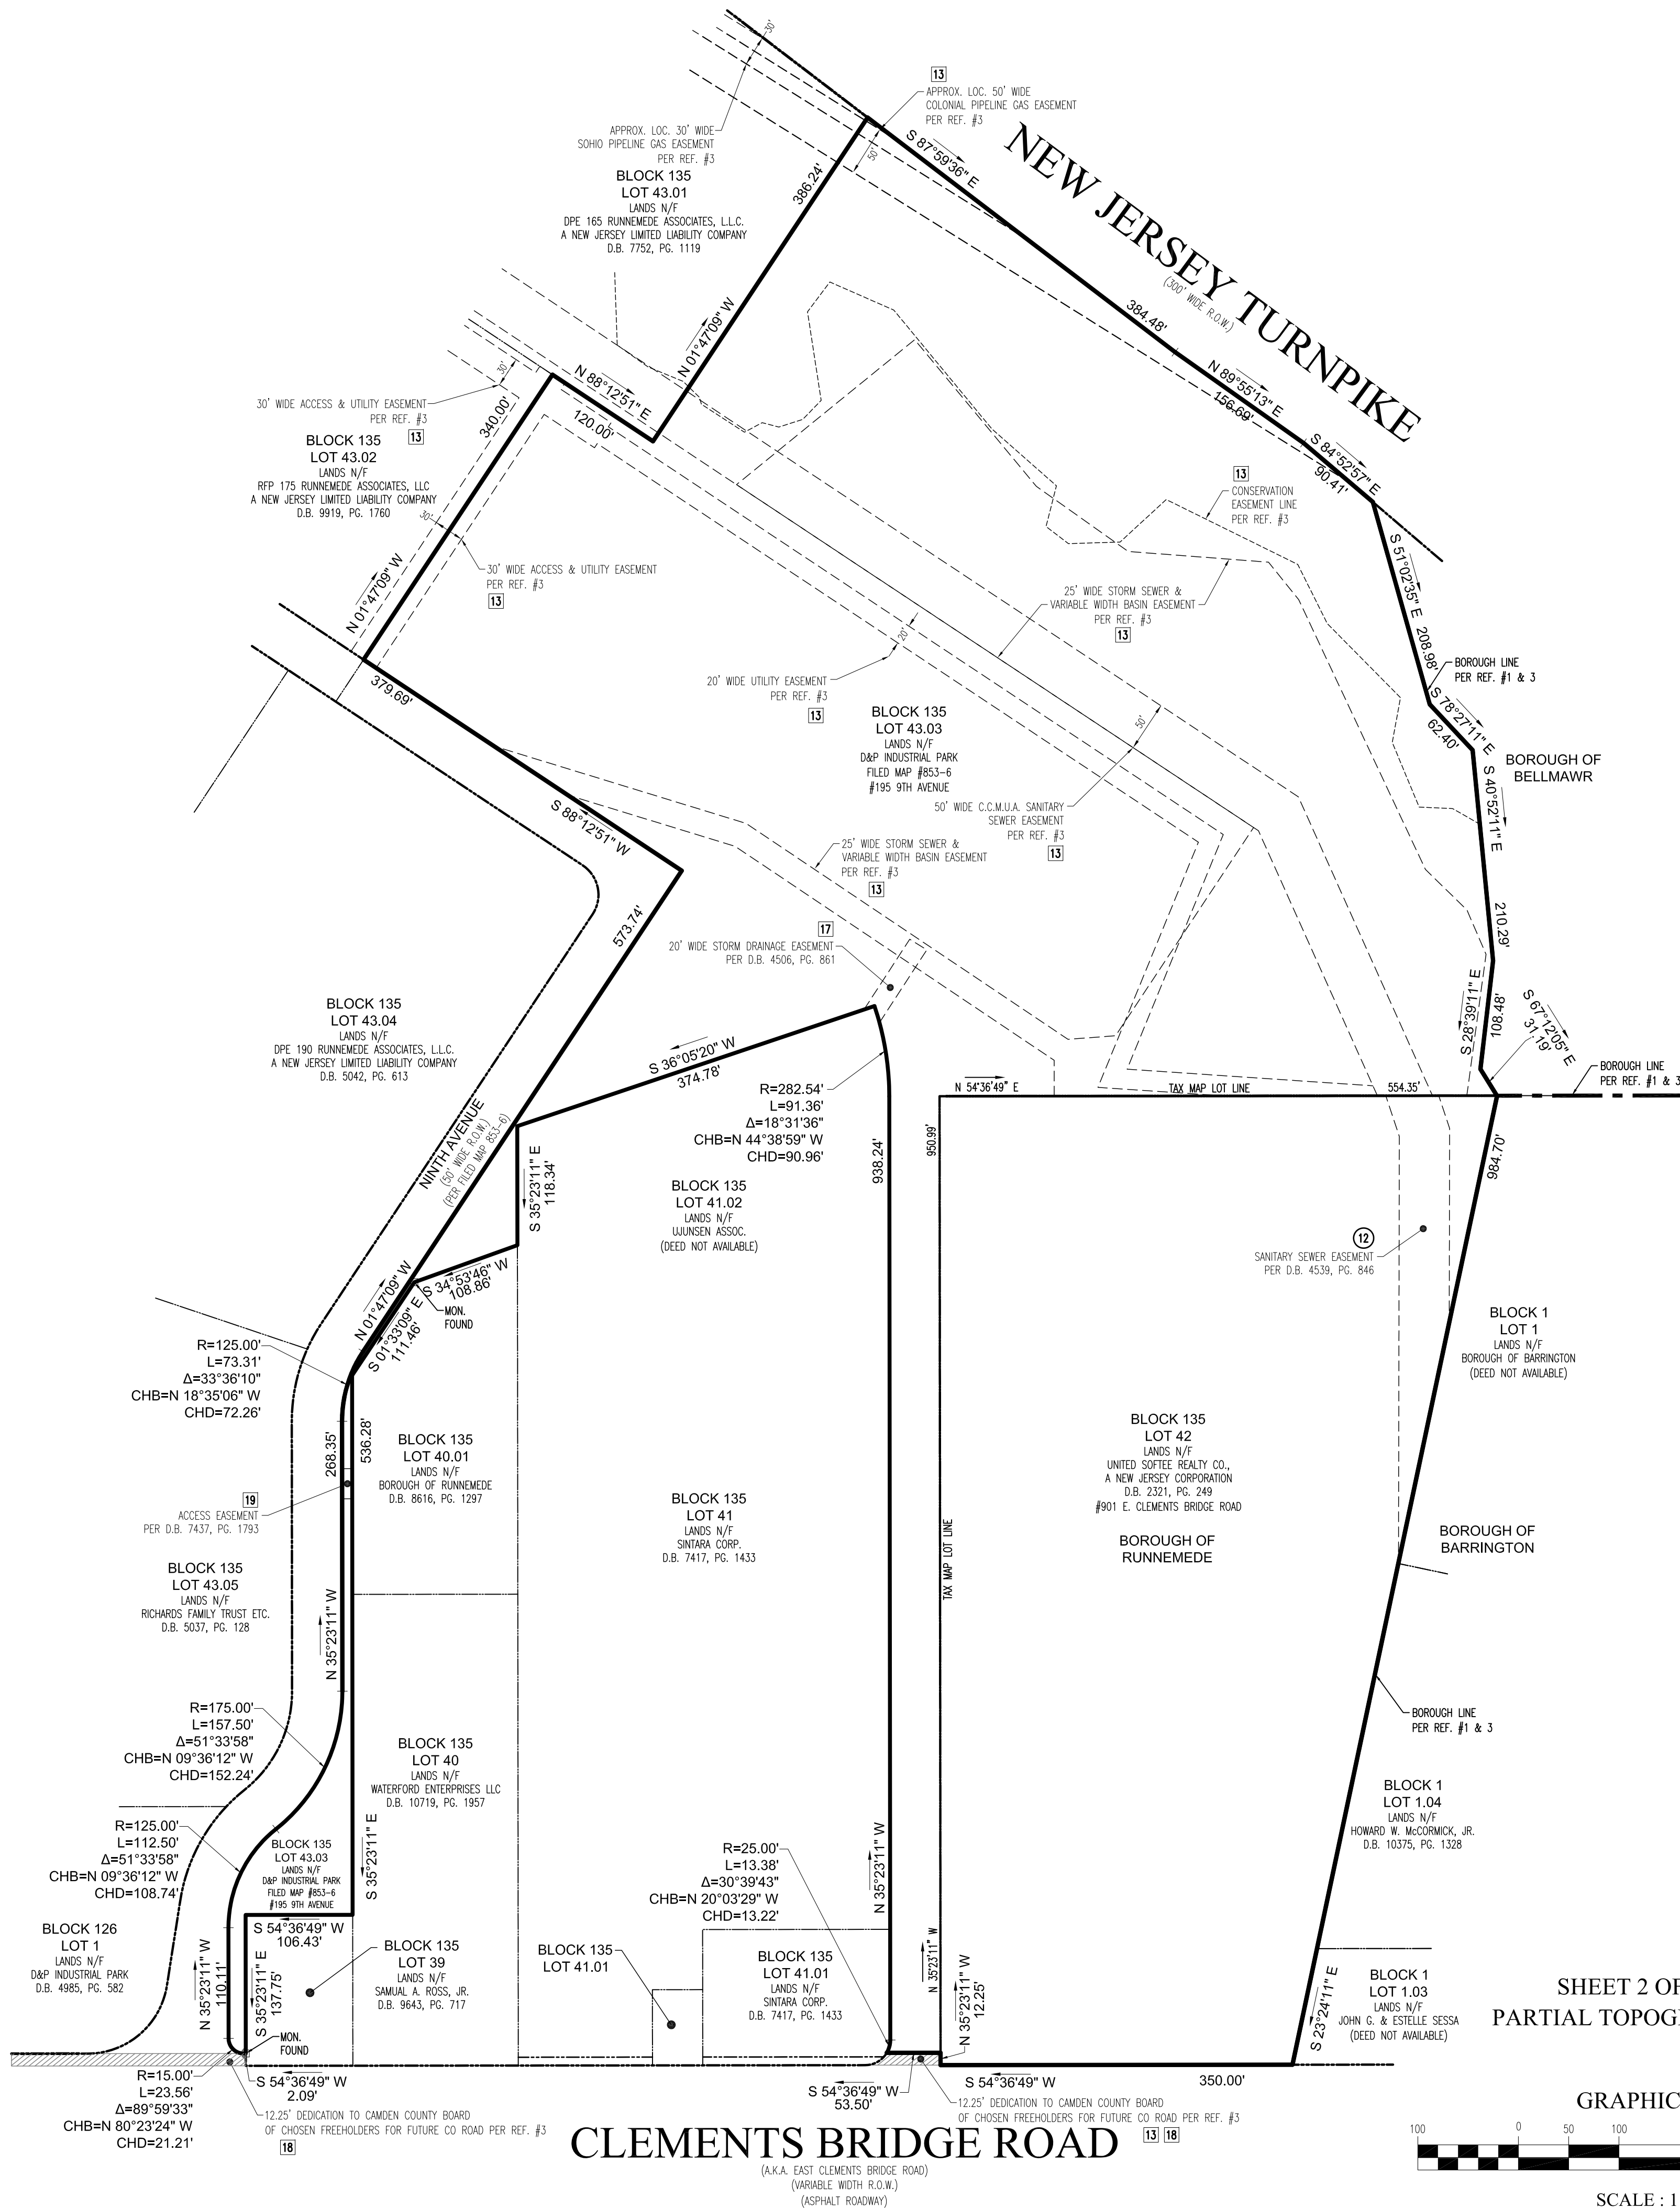 30'
13
APPROX. LOC. 50' WIDE
COLONIAL PIPELINE GAS EASEMENT
PER REF. #3
APPROX. LOC. 30' WIDE
SOHIO PIPELINE GAS EASEMENT
PER REF. #3
50'
S 87°59'36" E
NEW JERSEY TURNPIKE
(300' WIDE R.O.W.)
BLOCK 135
LOT 43.01
LANDS N/F
DPE 165 RUNNEMEDE ASSOCIATES, L.L.C.
A NEW JERSEY LIMITED LIABILITY COMPANY
D.B. 7752, PG. 1119
386.24'
N 01°47'09" W
384.48'
N 89°55'13" E
156.69'
S 84°52'57" E
90.41'
30'
N 88°12'51" E
120.00'
30' WIDE ACCESS & UTILITY EASEMENT
PER REF. #3
13
340.00'
BLOCK 135
LOT 43.02
LANDS N/F
RFP 175 RUNNEMEDE ASSOCIATES, LLC
A NEW JERSEY LIMITED LIABILITY COMPANY
D.B. 9919, PG. 1760
30'
30' WIDE ACCESS & UTILITY EASEMENT
PER REF. #3
13
N 01°47'09" W
13
CONSERVATION
EASEMENT LINE
PER REF. #3
25' WIDE STORM SEWER &
VARIABLE WIDTH BASIN EASEMENT
PER REF. #3
13
S 51°02'35" E
208.98'
BOROUGH LINE
PER REF. #1 & 3
20'
20' WIDE UTILITY EASEMENT
PER REF. #3
13
379.69'
BLOCK 135
LOT 43.03
LANDS N/F
D&P INDUSTRIAL PARK
FILED MAP #853-6
#195 9TH AVENUE
50'
S 78°27'11" E
62.40'
BOROUGH OF
BELLMAWR
S 40°52'11" E
210.29'
50' WIDE C.C.M.U.A. SANITARY
SEWER EASEMENT
PER REF. #3
13
S 88°12'51" W
25' WIDE STORM SEWER &
VARIABLE WIDTH BASIN EASEMENT
PER REF. #3
13
573.74'
17
20' WIDE STORM DRAINAGE EASEMENT
PER D.B. 4506, PG. 861
BLOCK 135
LOT 43.04
LANDS N/F
DPE 190 RUNNEMEDE ASSOCIATES, L.L.C.
A NEW JERSEY LIMITED LIABILITY COMPANY
D.B. 5042, PG. 613
S 28°39'11" E
108.48'
S 67°12'05" E
31.19'
BOROUGH LINE
PER REF. #1 & 3
S 36°05'20" W
374.78'
R=282.54'
L=91.36'
Δ=18°31'36"
CHB=N 44°38'59" W
CHD=90.96'
N 54°36'49" E
TAX MAP LOT LINE
554.35'
NINTH AVENUE
(50' WIDE R.O.W.)
(PER FILED MAP 853-6)
S 35°23'11" E
118.34'
938.24'
950.99'
984.70'
BLOCK 135
LOT 41.02
LANDS N/F
UJUNSEN ASSOC.
(DEED NOT AVAILABLE)
12
SANITARY SEWER EASEMENT
PER D.B. 4539, PG. 846
S 34°53'46" W
108.86'
MON.
FOUND
N 01°47'09" W
S 01°33'09" E
111.46'
BLOCK 1
LOT 1
LANDS N/F
BOROUGH OF BARRINGTON
(DEED NOT AVAILABLE)
R=125.00'
L=73.31'
Δ=33°36'10"
CHB=N 18°35'06" W
CHD=72.26'
268.35'
536.28'
BLOCK 135
LOT 40.01
LANDS N/F
BOROUGH OF RUNNEMEDE
D.B. 8616, PG. 1297
BLOCK 135
LOT 42
LANDS N/F
UNITED SOFTEE REALTY CO.,
A NEW JERSEY CORPORATION
D.B. 2321, PG. 249
#901 E. CLEMENTS BRIDGE ROAD
19
ACCESS EASEMENT
PER D.B. 7437, PG. 1793
BLOCK 135
LOT 41
LANDS N/F
SINTARA CORP.
D.B. 7417, PG. 1433
TAX MAP LOT LINE
BOROUGH OF
RUNNEMEDE
BOROUGH OF
BARRINGTON
BLOCK 135
LOT 43.05
LANDS N/F
RICHARDS FAMILY TRUST ETC.
D.B. 5037, PG. 128
N 35°23'11" W
R=175.00'
L=157.50'
Δ=51°33'58"
CHB=N 09°36'12" W
CHD=152.24'
BOROUGH LINE
PER REF. #1 & 3
BLOCK 135
LOT 40
LANDS N/F
WATERFORD ENTERPRISES LLC
D.B. 10719, PG. 1957
BLOCK 1
LOT 1.04
LANDS N/F
HOWARD W. McCORMICK, JR.
D.B. 10375, PG. 1328
R=125.00'
L=112.50'
Δ=51°33'58"
CHB=N 09°36'12" W
CHD=108.74'
BLOCK 135
LOT 43.03
LANDS N/F
D&P INDUSTRIAL PARK
FILED MAP #853-6
#195 9TH AVENUE
S 35°23'11" E
R=25.00'
L=13.38'
Δ=30°39'43"
CHB=N 20°03'29" W
CHD=13.22'
N 35°23'11" W
BLOCK 126
LOT 1
LANDS N/F
D&P INDUSTRIAL PARK
D.B. 4985, PG. 582
S 54°36'49" W
106.43'
N 35°23'11" W
110.11'
S 35°23'11" E
137.75'
BLOCK 135
LOT 39
LANDS N/F
SAMUAL A. ROSS, JR.
D.B. 9643, PG. 717
BLOCK 135
LOT 41.01
BLOCK 135
LOT 41.01
LANDS N/F
SINTARA CORP.
D.B. 7417, PG. 1433
N 35°23'11" W
N 35°23'11" W
12.25'
S 23°24'11" E
BLOCK 1
LOT 1.03
LANDS N/F
JOHN G. & ESTELLE SESSA
(DEED NOT AVAILABLE)
SHEET 2 OF
PARTIAL TOPOG
MON.
FOUND
R=15.00'
L=23.56'
Δ=89°59'33"
CHB=N 80°23'24" W
CHD=21.21'
S 54°36'49" W
2.09'
S 54°36'49" W
53.50'
S 54°36'49" W
350.00'
12.25' DEDICATION TO CAMDEN COUNTY BOARD
OF CHOSEN FREEHOLDERS FOR FUTURE CO ROAD PER REF. #3
18
12.25' DEDICATION TO CAMDEN COUNTY BOARD
OF CHOSEN FREEHOLDERS FOR FUTURE CO ROAD PER REF. #3
13 18
CLEMENTS BRIDGE ROAD
(A.K.A. EAST CLEMENTS BRIDGE ROAD)
(VARIABLE WIDTH R.O.W.)
(ASPHALT ROADWAY)
GRAPHIC
100 0 50 100
SCALE : 1